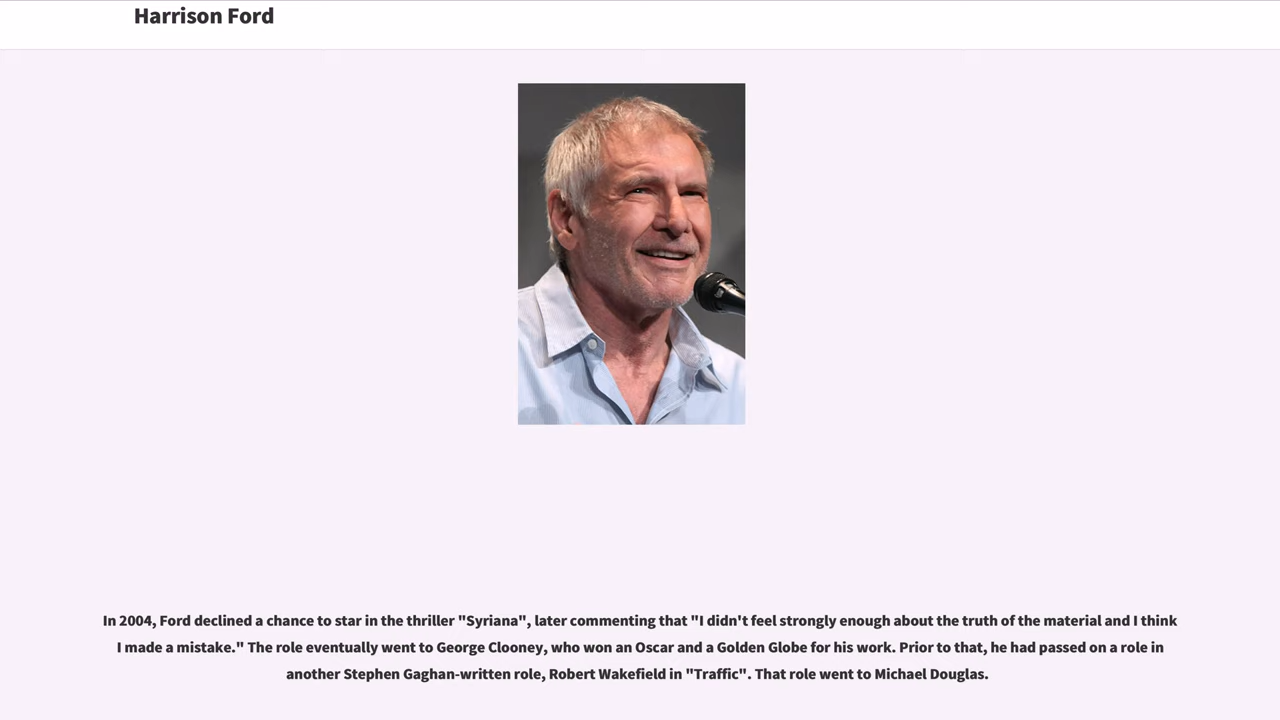 Harrison Ford
In 2004, Ford declined a chance to star in the thriller "Syriana", later commenting that "I didn't feel strongly enough about the truth of the material and I think
I made a mistake." The role eventually went to George Clooney, who won an Oscar and a Golden Globe for his work. Prior to that, he had passed on a role in
another Stephen Gaghan-written role, Robert Wakefield in "Traffic". That role went to Michael Douglas.